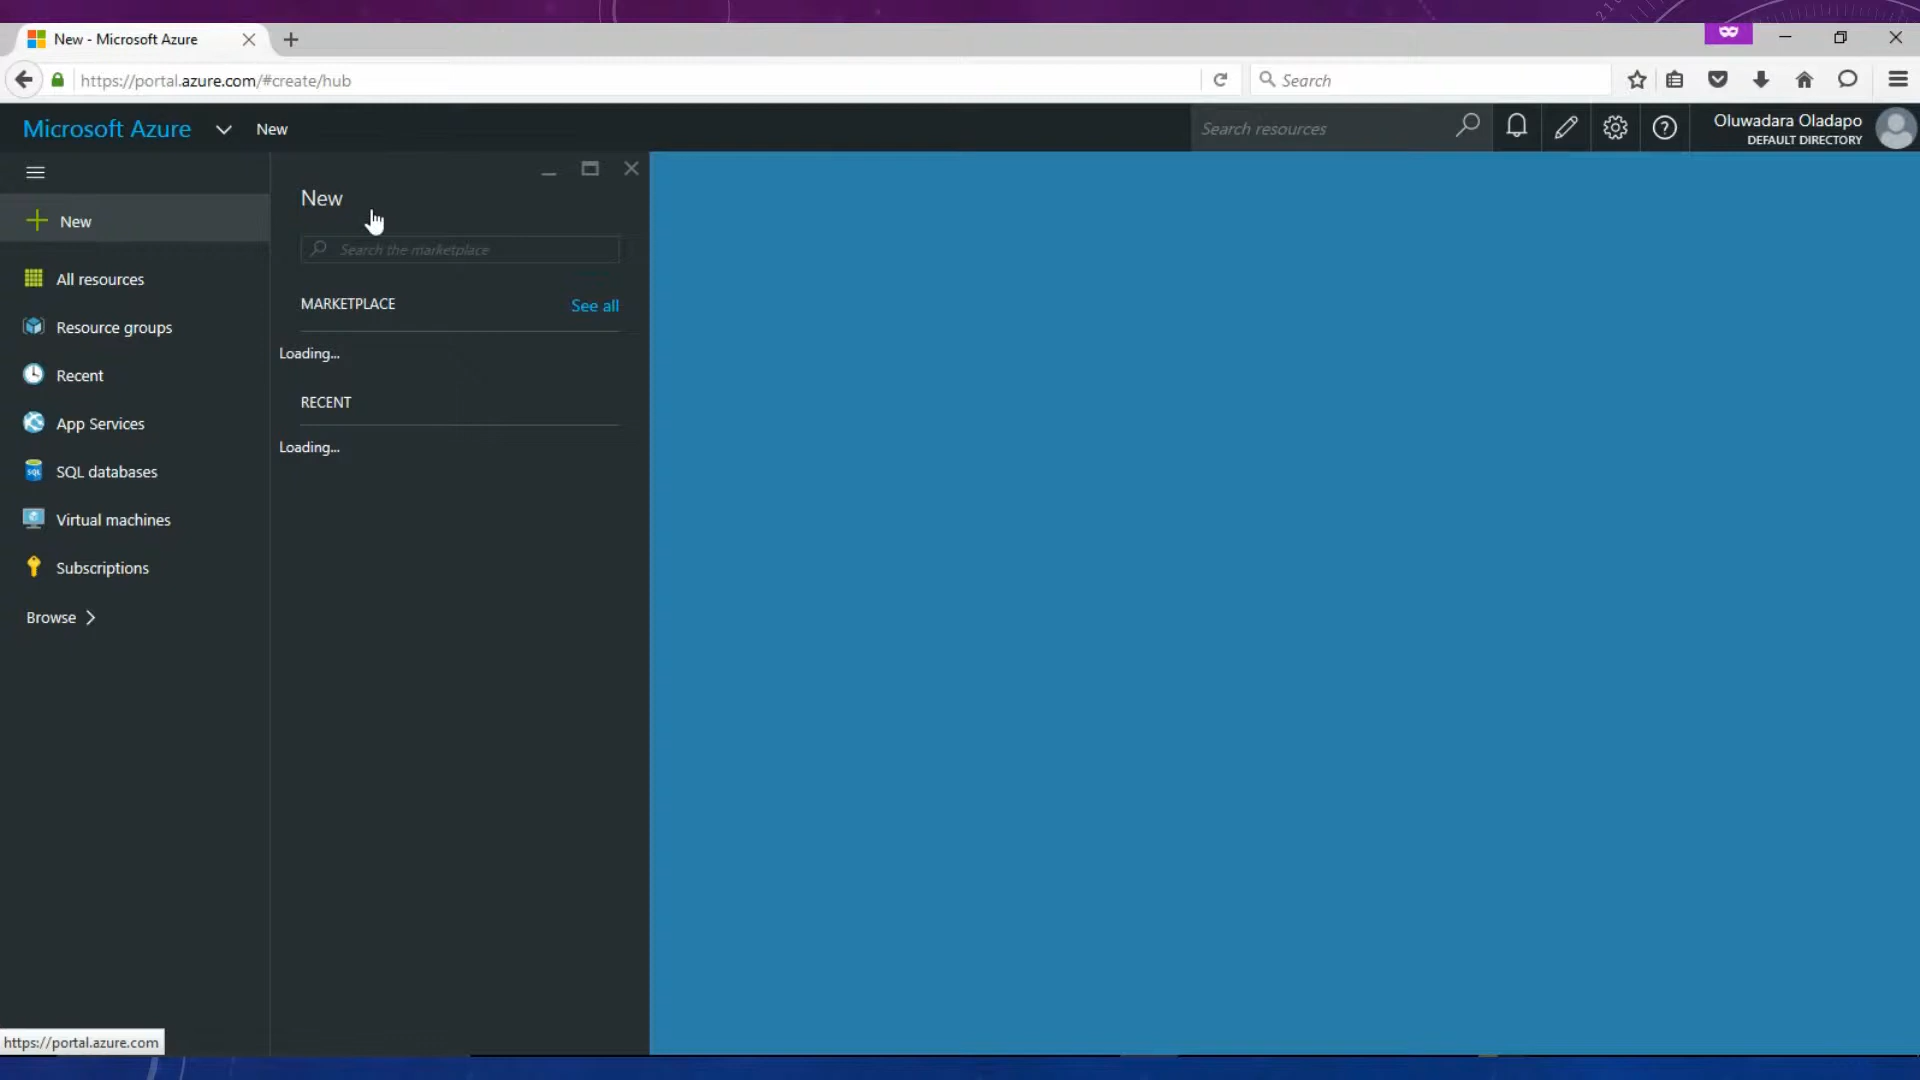 New - Microsoft Azure
https://portal.azure.com/#create/hub
Search
Microsoft Azure
New
Search resources
Oluwadara Oladapo
DEFAULT DIRECTORY
New
All resources
Resource groups
Recent
App Services
SQL databases
Virtual machines
Subscriptions
Browse
New
Search the marketplace
MARKETPLACE
See all
Loading...
RECENT
Loading...
https://portal.azure.com